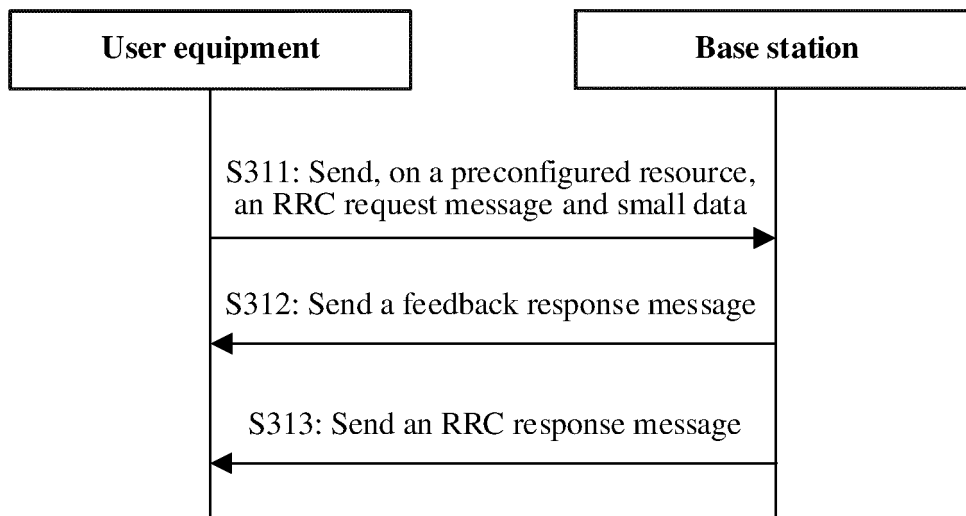 User equipment
Base station
S311: Send, on a preconfigured resource,
an RRC request message and small data
S312: Send a feedback response message
S313: Send an RRC response message